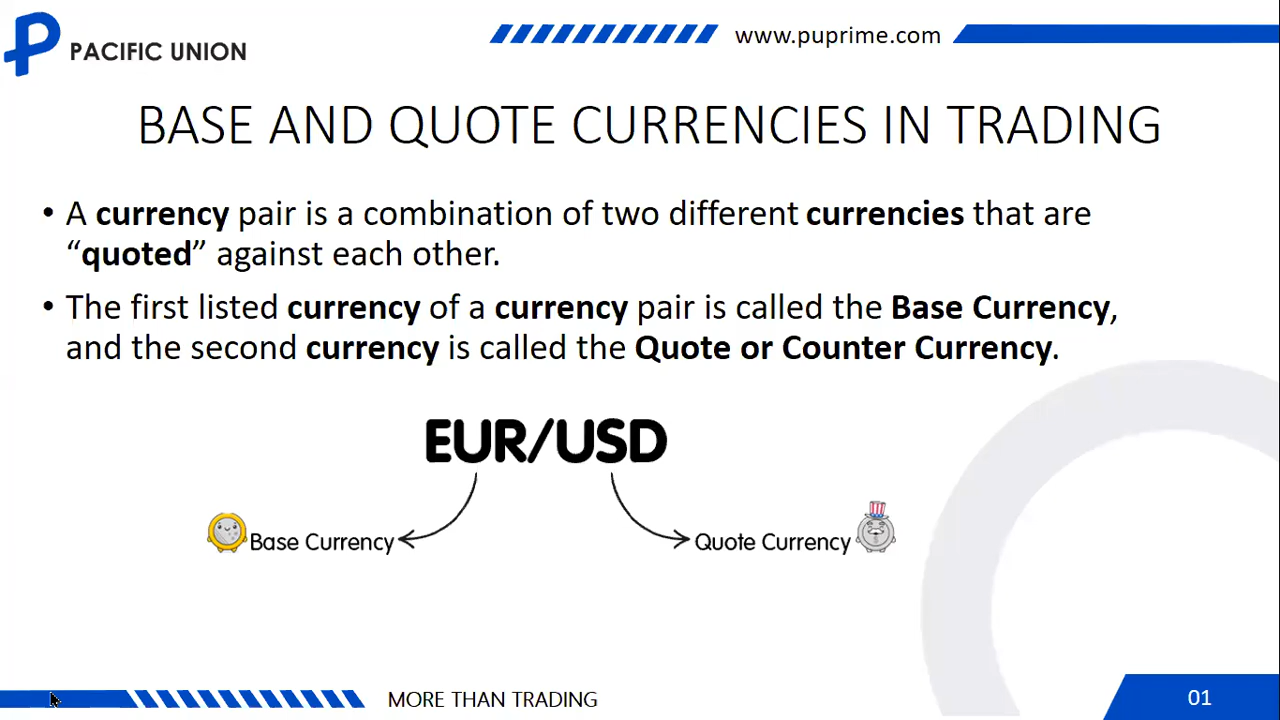 PACIFIC UNION
www.puprime.com
BASE AND QUOTE CURRENCIES IN TRADING
• A currency pair is a combination of two different currencies that are
“quoted” against each other.
• The first listed currency of a currency pair is called the Base Currency,
and the second currency is called the Quote or Counter Currency.
EUR/USD
Base Currency
Quote Currency
MORE THAN TRADING
01